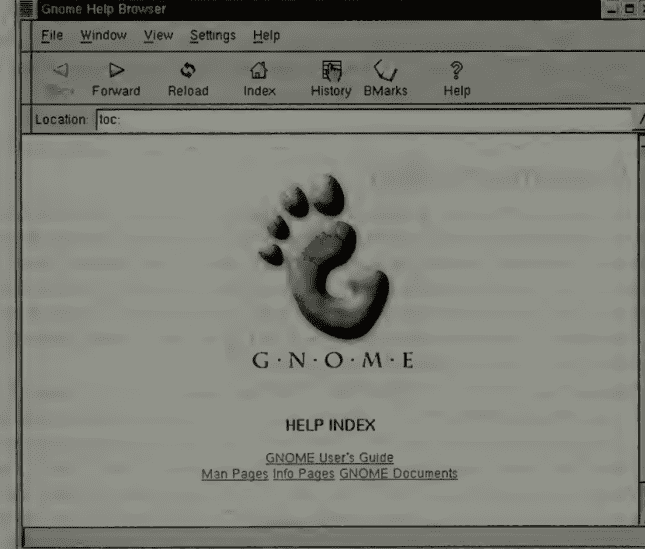 Gnome Help Browser
File Window View Settings Help
Forward Reload Index History BMarks Help
Location: toc:
G·N·O·M·E
HELP INDEX
GNOME User's Guide
Man Pages Info Pages GNOME Documents